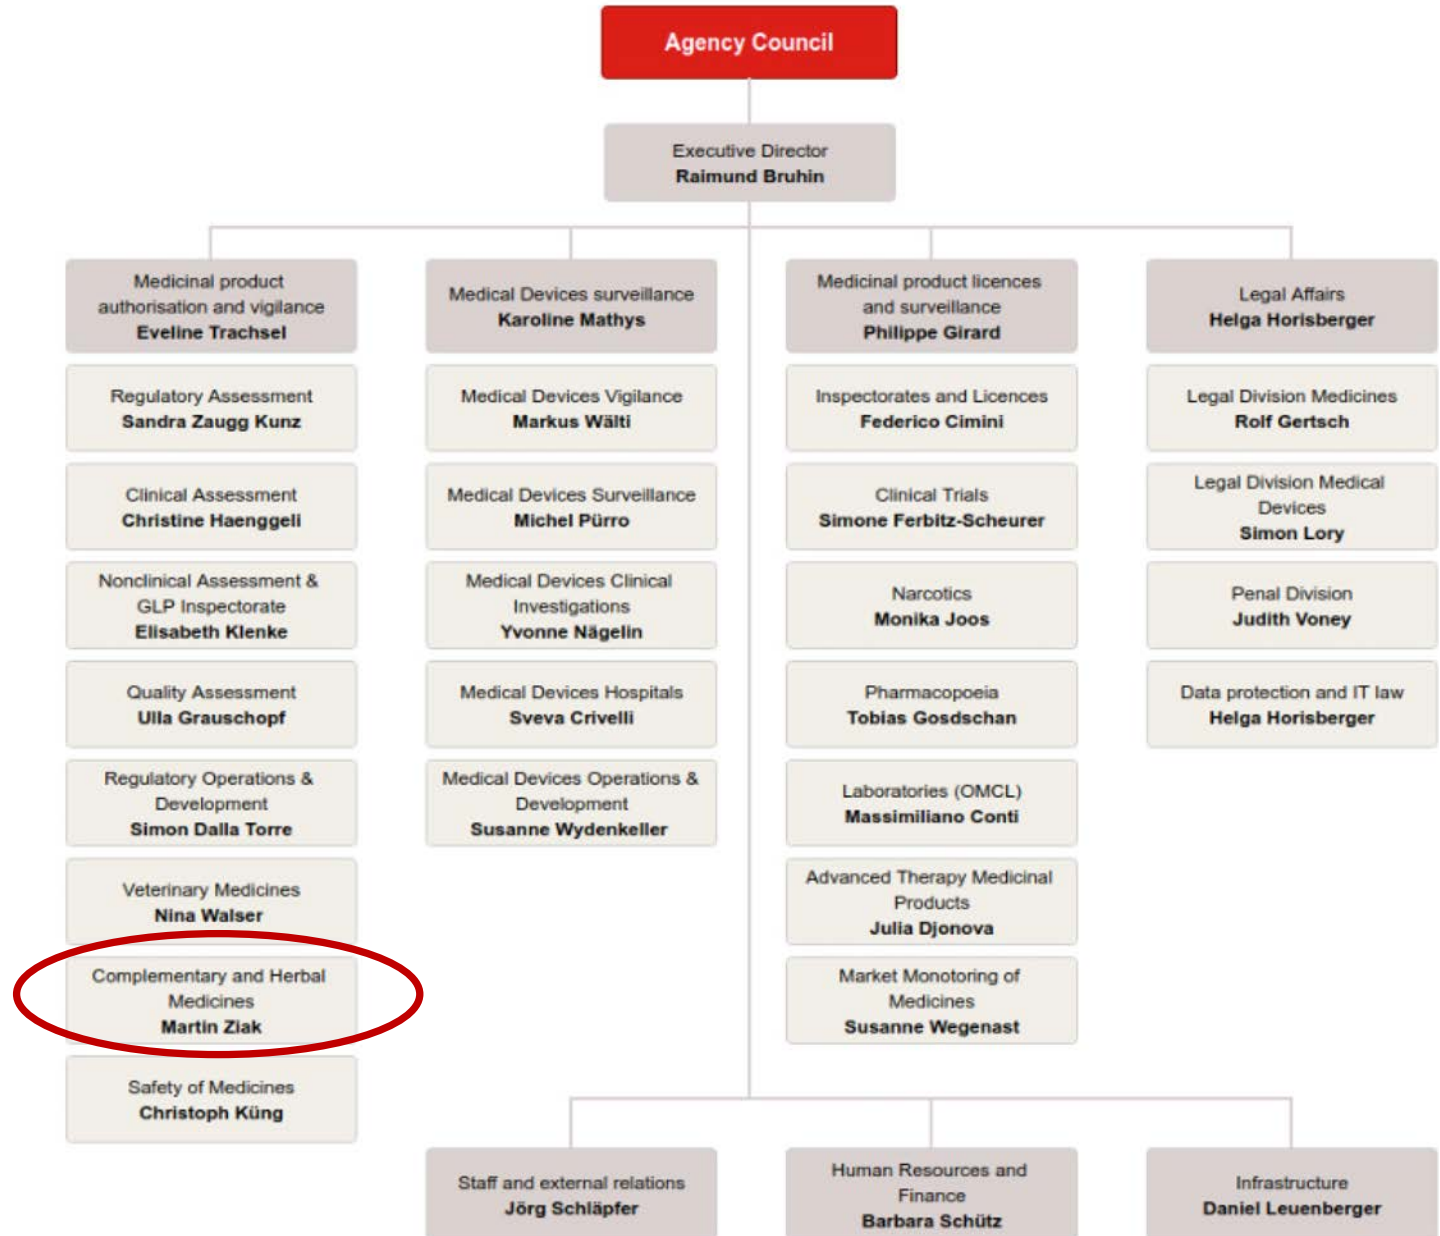 Agency Council
Executive Director
Raimund Bruhin
Medicinal product
authorisation and vigilance
Eveline Trachsel
Regulatory Assessment
Sandra Zaugg Kunz
Clinical Assessment
Christine Haenggeli
Nonclinical Assessment &
GLP Inspectorate
Elisabeth Klenke
Quality Assessment
Ulla Grauschopf
Regulatory Operations &
Development
Simon Dalla Torre
Veterinary Medicines
Nina Walser
Complementary and Herbal
Medicines
Martin Ziak
Safety of Medicines
Christoph Küng
Medical Devices surveillance
Karoline Mathys
Medical Devices Vigilance
Markus Wälti
Medical Devices Surveillance
Michel Pürro
Medical Devices Clinical
Investigations
Yvonne Nägelin
Medical Devices Hospitals
Sveva Crivelli
Medical Devices Operations &
Development
Susanne Wydenkeller
Medicinal product licences
and surveillance
Philippe Girard
Inspectorates and Licences
Federico Cimini
Clinical Trials
Simone Ferbitz-Scheurer
Narcotics
Monika Joos
Pharmacopoeia
Tobias Gosdschan
Laboratories (OMCL)
Massimiliano Conti
Advanced Therapy Medicinal
Products
Julia Djonova
Market Monotoring of
Medicines
Susanne Wegenast
Legal Affairs
Helga Horisberger
Legal Division Medicines
Rolf Gertsch
Legal Division Medical
Devices
Simon Lory
Penal Division
Judith Voney
Data protection and IT law
Helga Horisberger
Staff and external relations
Jörg Schläpfer
Human Resources and
Finance
Barbara Schütz
Infrastructure
Daniel Leuenberger